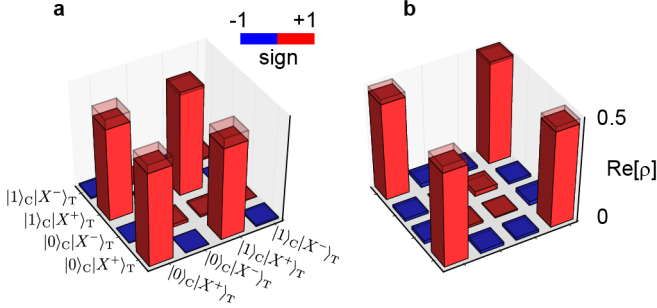 a
b
-1 +1
sign
0.5
Re[ρ]
0
|1⟩C|X⁻⟩T
|1⟩C|X⁺⟩T
|0⟩C|X⁻⟩T
|0⟩C|X⁺⟩T
|0⟩C|X⁺⟩T
|0⟩C|X⁻⟩T
|1⟩C|X⁺⟩T
|1⟩C|X⁻⟩T